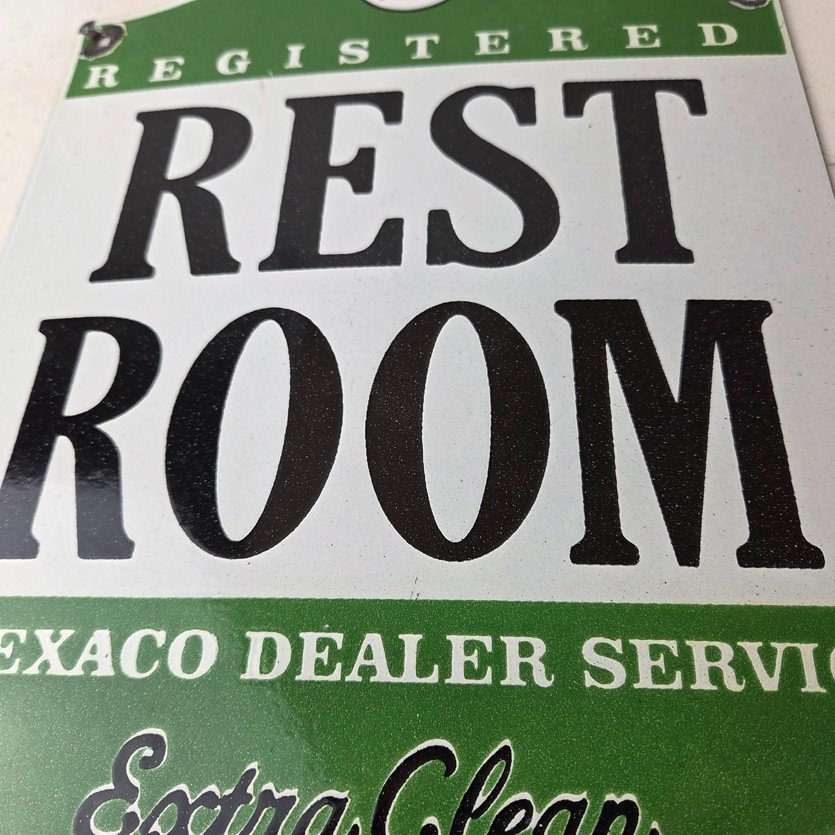 REGISTERED
REST
ROOM
EXACO DEALER SERVIC
Extra Clean